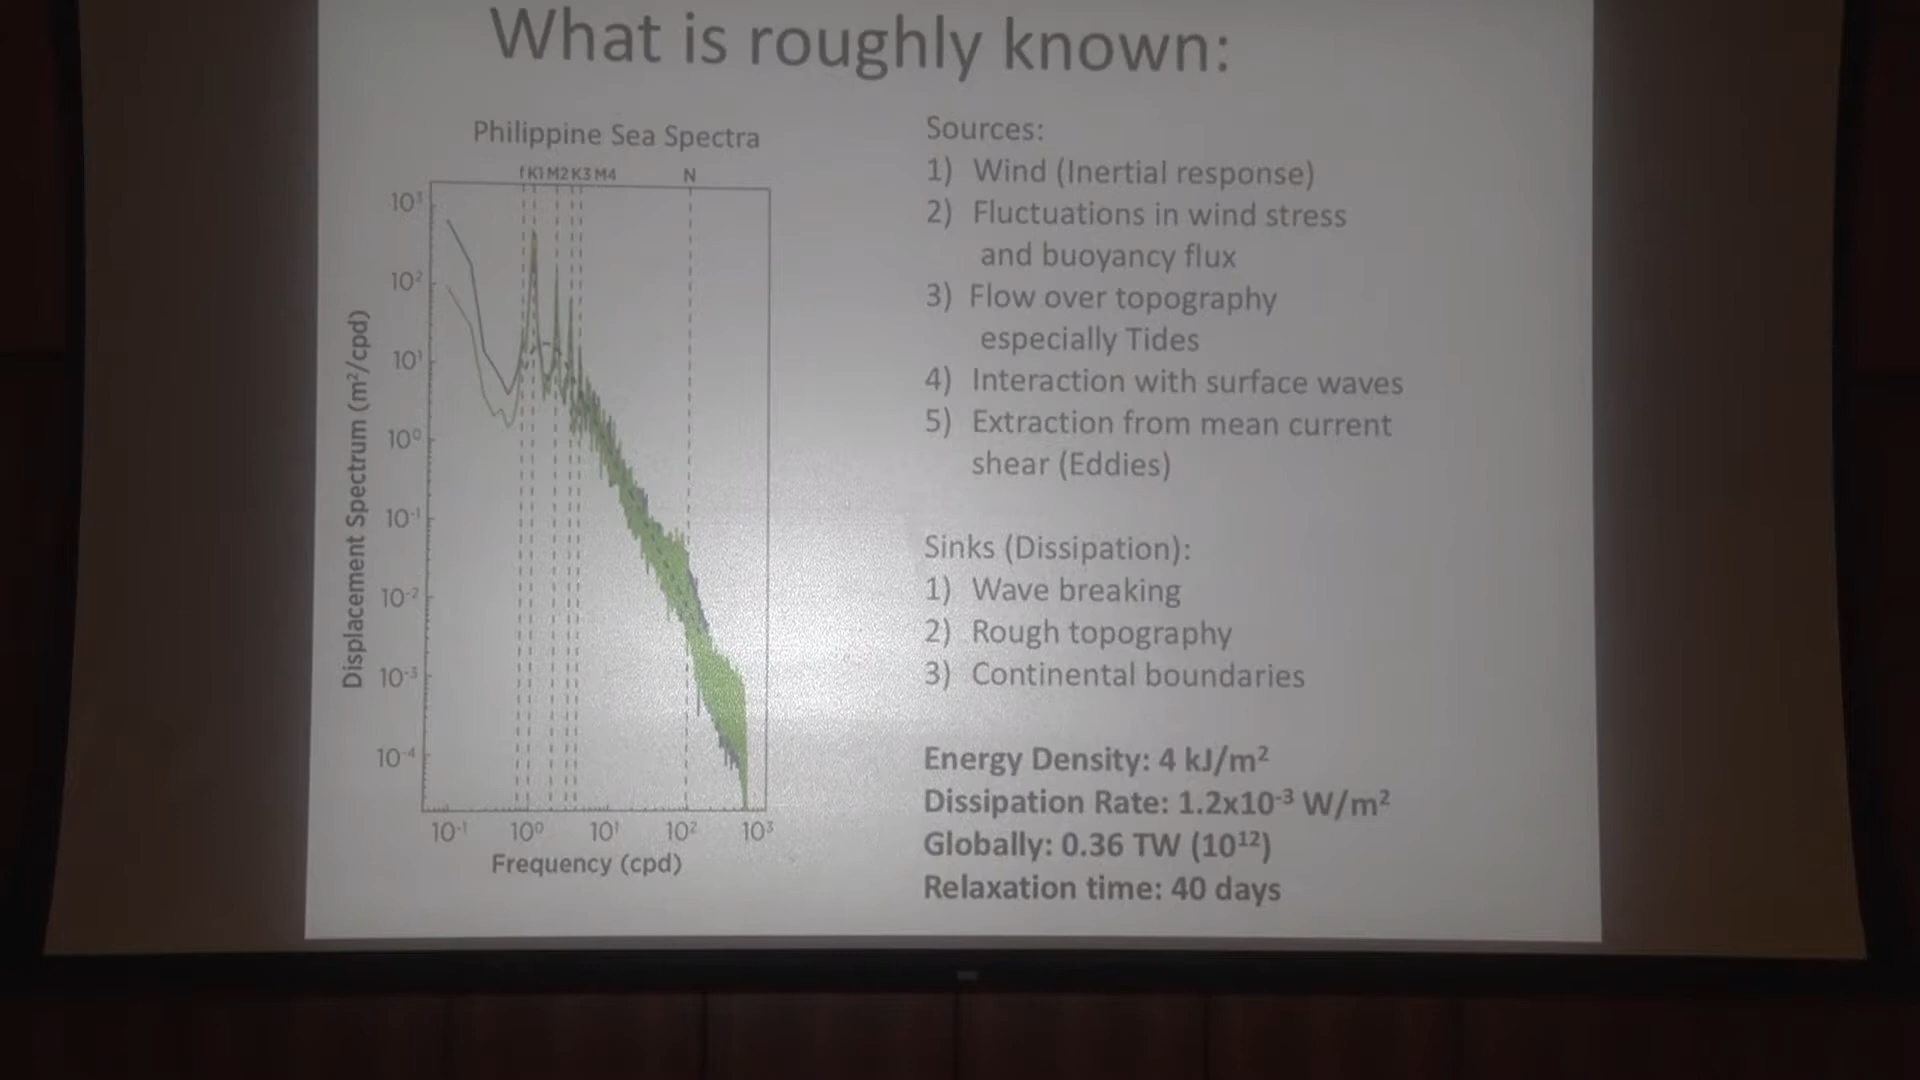 What is roughly known:
Philippine Sea Spectra
f K1 M2 K3 M4 N
10³
10²
10¹
10⁰
10⁻¹
10⁻²
10⁻³
10⁻⁴
Displacement Spectrum (m²/cpd)
10⁻¹ 10⁰ 10¹ 10² 10³
Frequency (cpd)
Sources:
1) Wind (Inertial response)
2) Fluctuations in wind stress
and buoyancy flux
3) Flow over topography
especially Tides
4) Interaction with surface waves
5) Extraction from mean current
shear (Eddies)
Sinks (Dissipation):
1) Wave breaking
2) Rough topography
3) Continental boundaries
Energy Density: 4 kJ/m²
Dissipation Rate: 1.2x10⁻³ W/m²
Globally: 0.36 TW (10¹²)
Relaxation time: 40 days